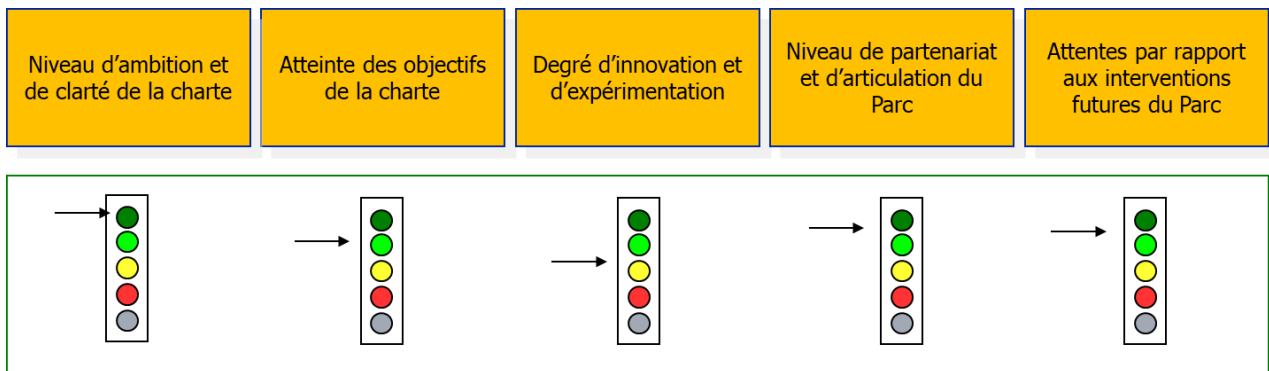 Niveau d’ambition et
de clarté de la charte
Atteinte des objectifs
de la charte
Degré d’innovation et
d’expérimentation
Niveau de partenariat
et d’articulation du
Parc
Attentes par rapport
aux interventions
futures du Parc